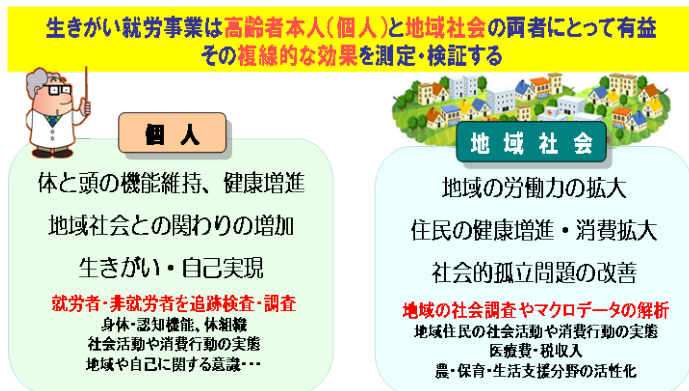 生きがい就労事業は高齢者本人(個人)と地域社会の両者にとって有益
その複線的な効果を測定・検証する
個 人
体と頭の機能維持、健康増進
地域社会との関わりの増加
生きがい・自己実現
就労者・非就労者を追跡検査・調査
身体・認知機能、体組織
社会活動や消費行動の実態
地域や自己に関する意識・・・
地 域 社 会
地域の労働力の拡大
住民の健康増進・消費拡大
社会的孤立問題の改善
地域の社会調査やマクロデータの解析
地域住民の社会活動や消費行動の実態
医療費・税収入
農・保育・生活支援分野の活性化